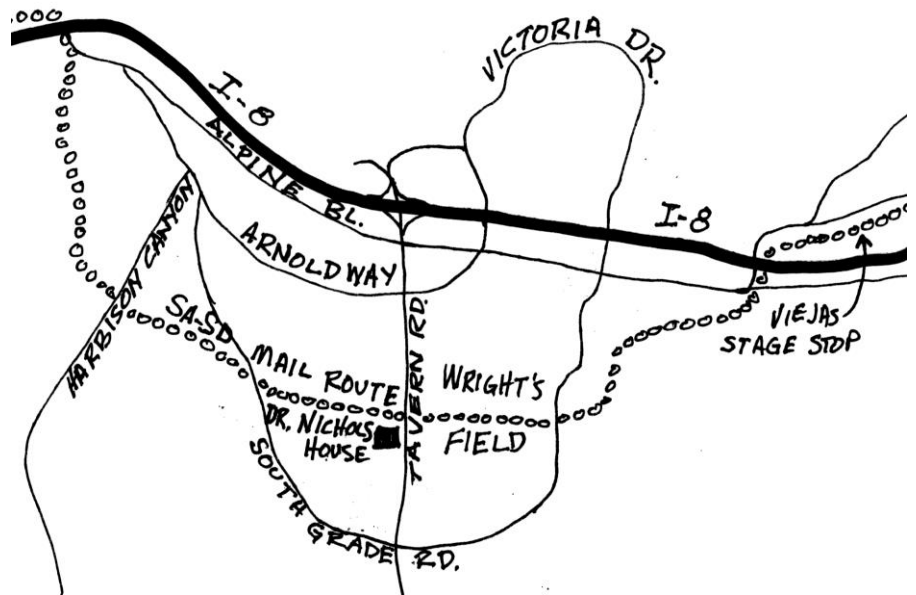 VICTORIA DR.
I-8
ALPINE BL.
I-8
HARBISON CANYON
ARNOLD WAY
SA-SD MAIL ROUTE
TAVERN RD.
WRIGHT'S
FIELD
VIEJAS
STAGE STOP
DR. NICHOLS
HOUSE
SOUTH GRADE RD.